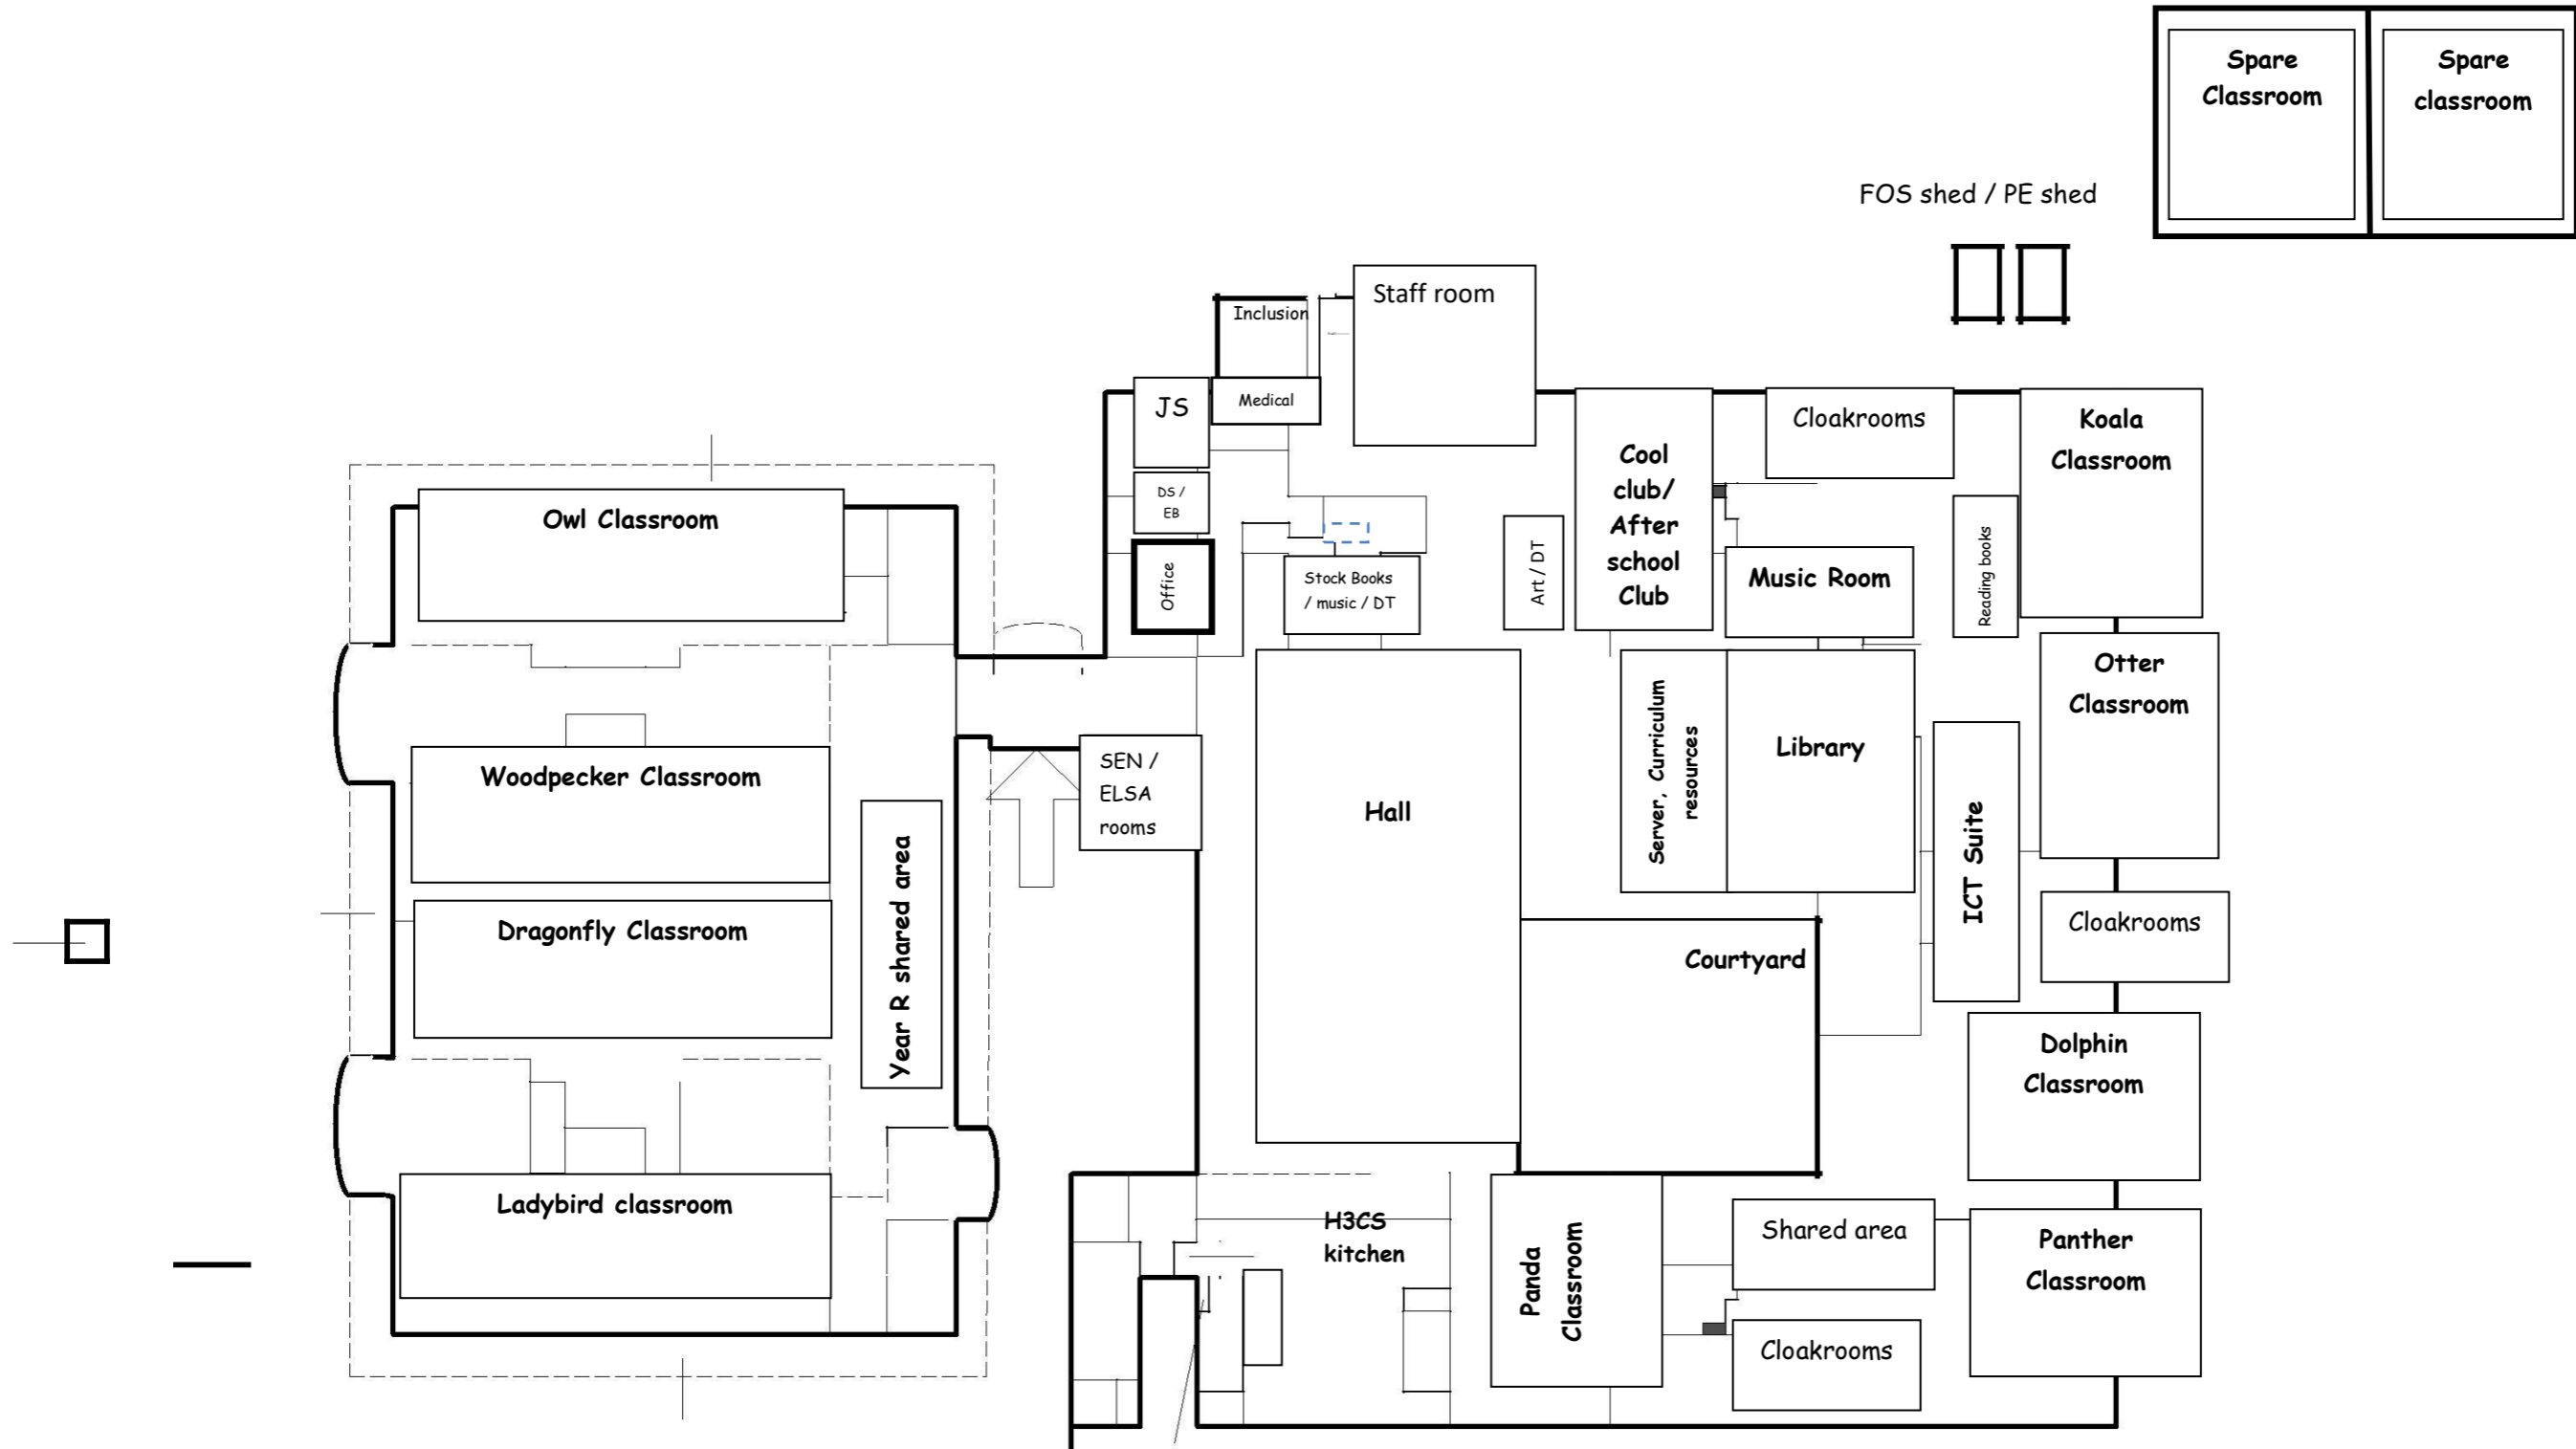 Spare
Classroom
Spare
classroom
FOS shed / PE shed
Staff room
Inclusion
Medical
JS
DS /
EB
Office
Stock Books
/ music / DT
Art / DT
Cool
club/
After
school
Club
Cloakrooms
Music Room
Reading books
Koala
Classroom
Otter
Classroom
Owl Classroom
Woodpecker Classroom
Dragonfly Classroom
Ladybird classroom
Year R shared area
SEN /
ELSA
rooms
Hall
Server, Curriculum
resources
Library
ICT Suite
Courtyard
Cloakrooms
Dolphin
Classroom
H3CS
kitchen
Panda
Classroom
Shared area
Cloakrooms
Panther
Classroom